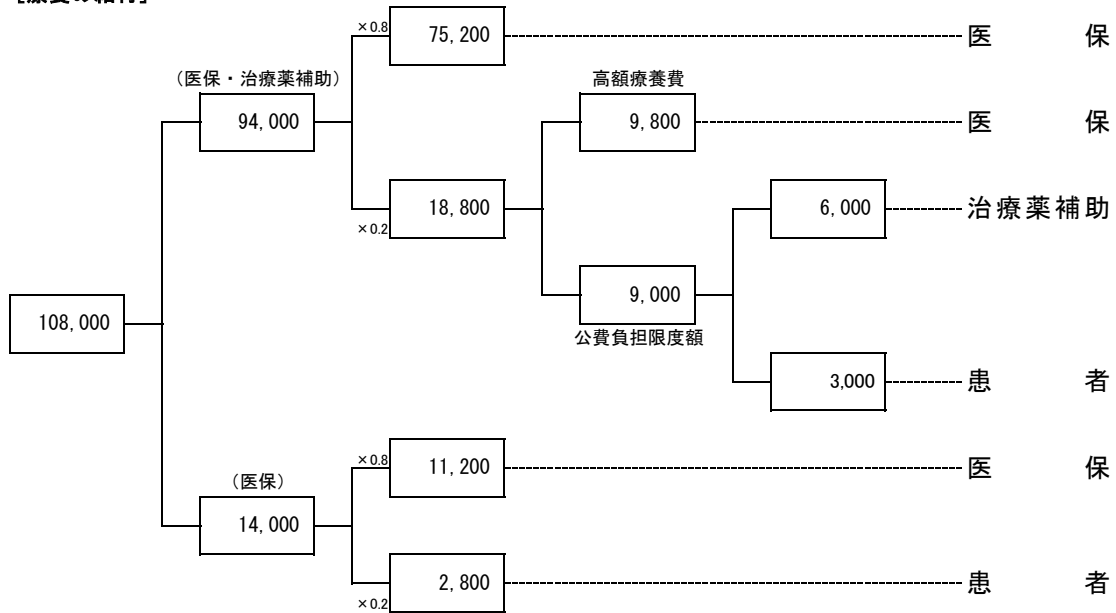 ×0.8
75,200
医保
(医保・治療薬補助)
94,000
高額療養費
9,800
医保
×0.2
18,800
6,000
治療薬補助
9,000
公費負担限度額
108,000
3,000
患者
×0.8
11,200
医保
(医保)
14,000
×0.2
2,800
患者